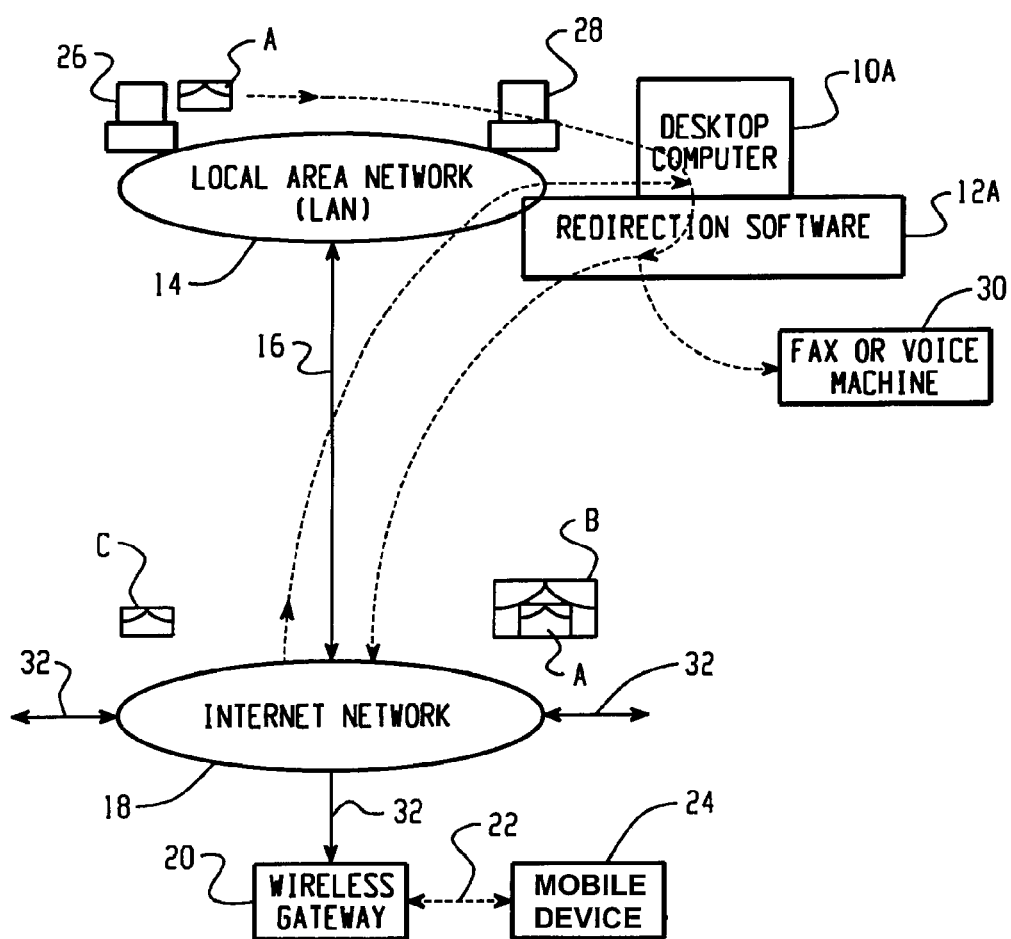 26
A
28
10A
DESKTOP
COMPUTER
LOCAL AREA NETWORK
(LAN)
12A
REDIRECTION SOFTWARE
14
16
30
FAX OR VOICE
MACHINE
C
B
A
32
32
INTERNET NETWORK
18
32
22
24
20
WIRELESS
GATEWAY
MOBILE
DEVICE